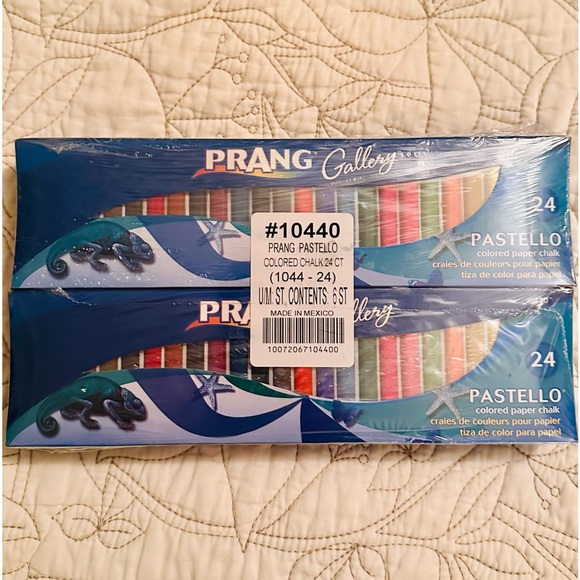 PRANG Gallery
24
PASTELLO
colored paper chalk
craies de couleurs pour papier
tiza de color para papel
#10440
PRANG PASTELLO
COLORED CHALK 24 CT
(1044 - 24)
U/M. ST, CONTENTS. 6 ST
MADE IN MEXICO
10072067104400
24
PASTELLO
colored paper chalk
craies de couleurs pour papier
tiza de color para papel